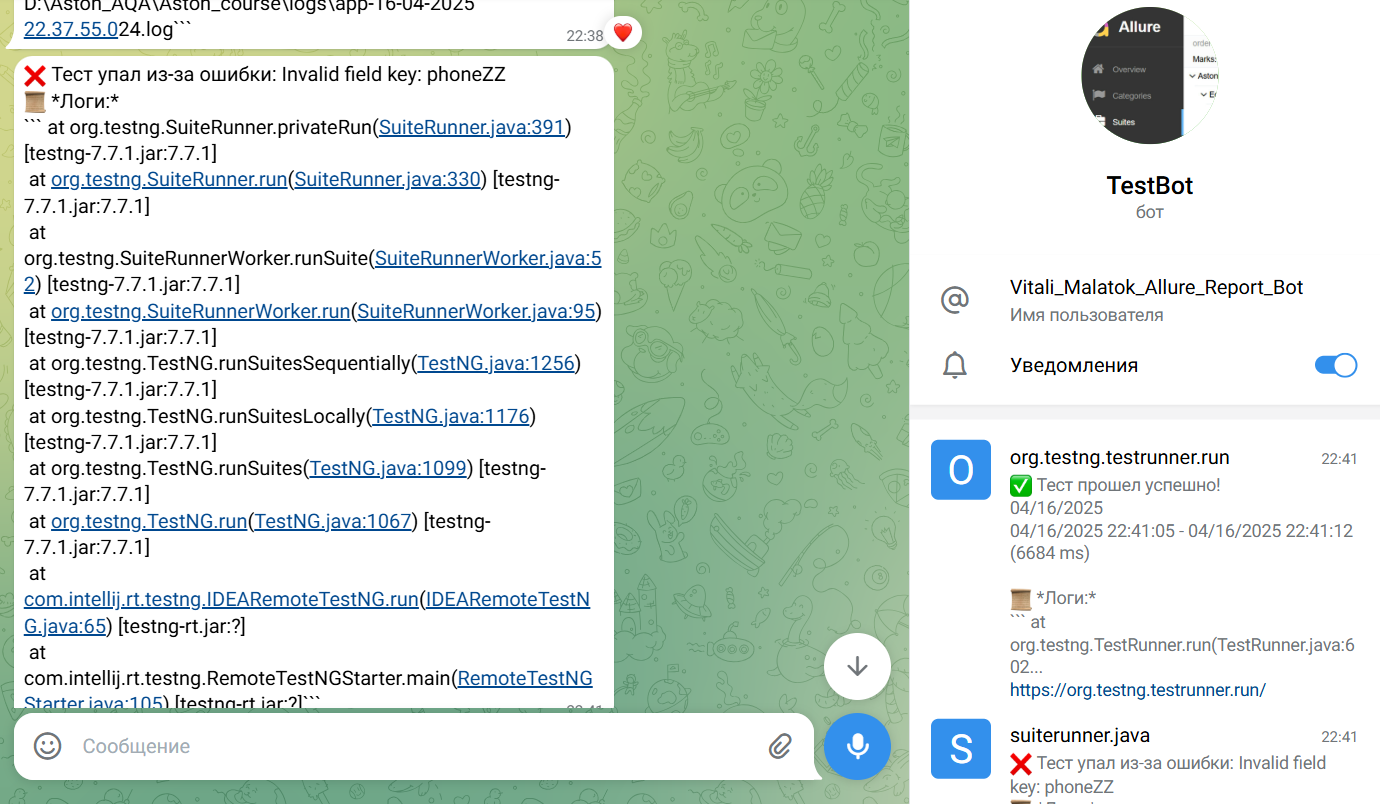 D:\Aston_AQA\Aston_course\logs\app-16-04-2025
22.37.55.024.log```
22:38
❌ Тест упал из-за ошибки: Invalid field key: phoneZZ
📜 *Логи:*
``` at org.testng.SuiteRunner.privateRun(SuiteRunner.java:391)
[testng-7.7.1.jar:7.7.1]
at org.testng.SuiteRunner.run(SuiteRunner.java:330) [testng-
7.7.1.jar:7.7.1]
at
org.testng.SuiteRunnerWorker.runSuite(SuiteRunnerWorker.java:5
2) [testng-7.7.1.jar:7.7.1]
at org.testng.SuiteRunnerWorker.run(SuiteRunnerWorker.java:95)
[testng-7.7.1.jar:7.7.1]
at org.testng.TestNG.runSuitesSequentially(TestNG.java:1256)
[testng-7.7.1.jar:7.7.1]
at org.testng.TestNG.runSuitesLocally(TestNG.java:1176)
[testng-7.7.1.jar:7.7.1]
at org.testng.TestNG.runSuites(TestNG.java:1099) [testng-
7.7.1.jar:7.7.1]
at org.testng.TestNG.run(TestNG.java:1067) [testng-
7.7.1.jar:7.7.1]
at
com.intellij.rt.testng.IDEARemoteTestNG.run(IDEARemoteTestN
G.java:65) [testng-rt.jar:?]
at
com.intellij.rt.testng.RemoteTestNGStarter.main(RemoteTestNG
Starter.java:105) [testng-rt.jar:?]```
22:41
Сообщение
Allure
Overview
Categories
Suites
order
Marks:
Aston
TestBot
бот
Vitali_Malatok_Allure_Report_Bot
Имя пользователя
Уведомления
O
org.testng.testrunner.run
22:41
✅ Тест прошел успешно!
04/16/2025
04/16/2025 22:41:05 - 04/16/2025 22:41:12
(6684 ms)
📜 *Логи:*
``` at
org.testng.TestRunner.run(TestRunner.java:6
02...
https://org.testng.testrunner.run/
S
suiterunner.java
22:41
❌ Тест упал из-за ошибки: Invalid field
key: phoneZZ